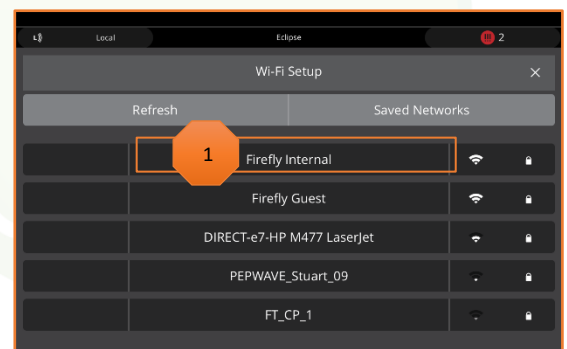 Local Eclipse 2
Wi-Fi Setup
Refresh Saved Networks
1 Firefly Internal
Firefly Guest
DIRECT-e7-HP M477 LaserJet
PEPWAVE_Stuart_09
FT_CP_1